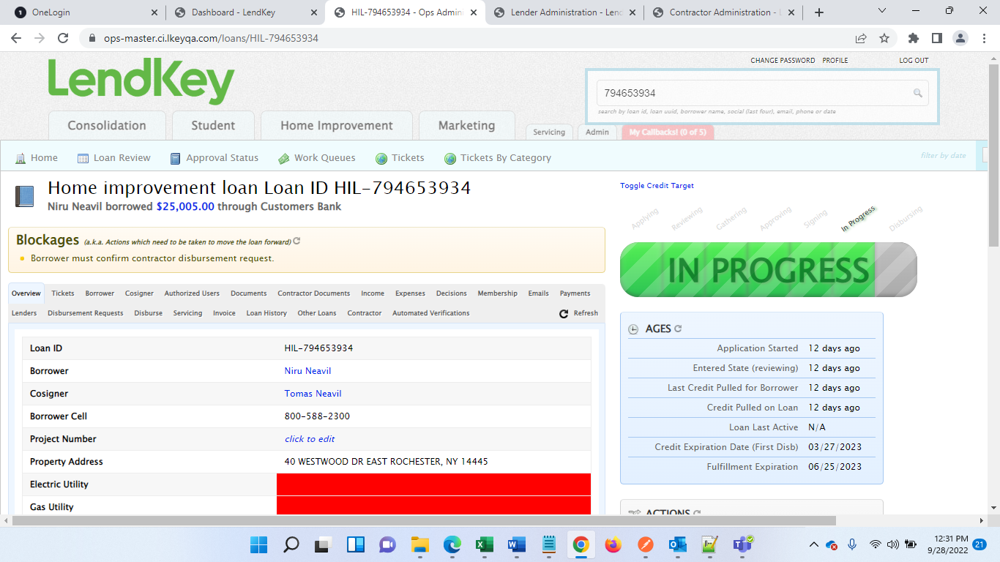 OneLogin
Dashboard - LendKey
HIL-794653934 - Ops Admin
Lender Administration - Len
Contractor Administration - L
ops-master.ci.lkeyqa.com/loans/HIL-794653934
CHANGE PASSWORD PROFILE LOG OUT
LendKey
794653934
search by loan id, loan uuid, borrower name, social (last four), email, phone or date
Consolidation Student Home Improvement Marketing Servicing Admin My Callbacks! (0 of 5)
Home Loan Review Approval Status Work Queues Tickets Tickets By Category filter by date
Home improvement loan Loan ID HIL-794653934
Niru Neavil borrowed $25,005.00 through Customers Bank
Toggle Credit Target
Applying Reviewing Gathering Approving Signing In Progress Disbursing
IN PROGRESS
Blockages (a.k.a. Actions which need to be taken to move the loan forward)
Borrower must confirm contractor disbursement request.
Overview Tickets Borrower Cosigner Authorized Users Documents Contractor Documents Income Expenses Decisions Membership Emails Payments
Lenders Disbursement Requests Disburse Servicing Invoice Loan History Other Loans Contractor Automated Verifications Refresh
Loan ID HIL-794653934
Borrower Niru Neavil
Cosigner Tomas Neavil
Borrower Cell 800-588-2300
Project Number click to edit
Property Address 40 WESTWOOD DR EAST ROCHESTER, NY 14445
Electric Utility
Gas Utility
AGES
Application Started 12 days ago
Entered State (reviewing) 12 days ago
Last Credit Pulled for Borrower 12 days ago
Credit Pulled on Loan 12 days ago
Loan Last Active N/A
Credit Expiration Date (First Disb) 03/27/2023
Fulfillment Expiration 06/25/2023
ACTIONS
12:31 PM
9/28/2022
21